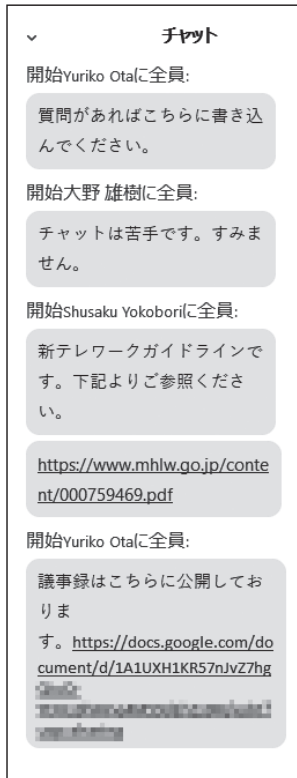 チャット
開始Yuriko Otaに全員:
質問があればこちらに書き込
んでください。
開始大野 雄樹に全員:
チャットは苦手です。すみま
せん。
開始Shusaku Yokoboriに全員:
新テレワークガイドラインで
す。下記よりご参照くださ
い。
https://www.mhlw.go.jp/conte
nt/000759469.pdf
開始Yuriko Otaに全員:
議事録はこちらに公開してお
りま
す。https://docs.google.com/do
cument/d/1A1UXH1KR57nJvZ7hg